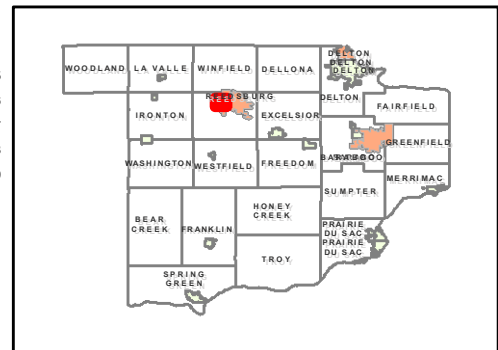 WOODLAND
LA VALLE
WINFIELD
DELLONA
DELTON
DELTON
DELTON
DELTON
FAIRFIELD
IRONTON
REEDSBURG
EXCELSIOR
GREENFIELD
WASHINGTON
WESTFIELD
FREEDOM
MERRIMAC
SUMPTER
HONEY
CREEK
BEAR
CREEK
FRANKLIN
PRAIRIE
DU SAC
PRAIRIE
DU SAC
TROY
SPRING
GREEN